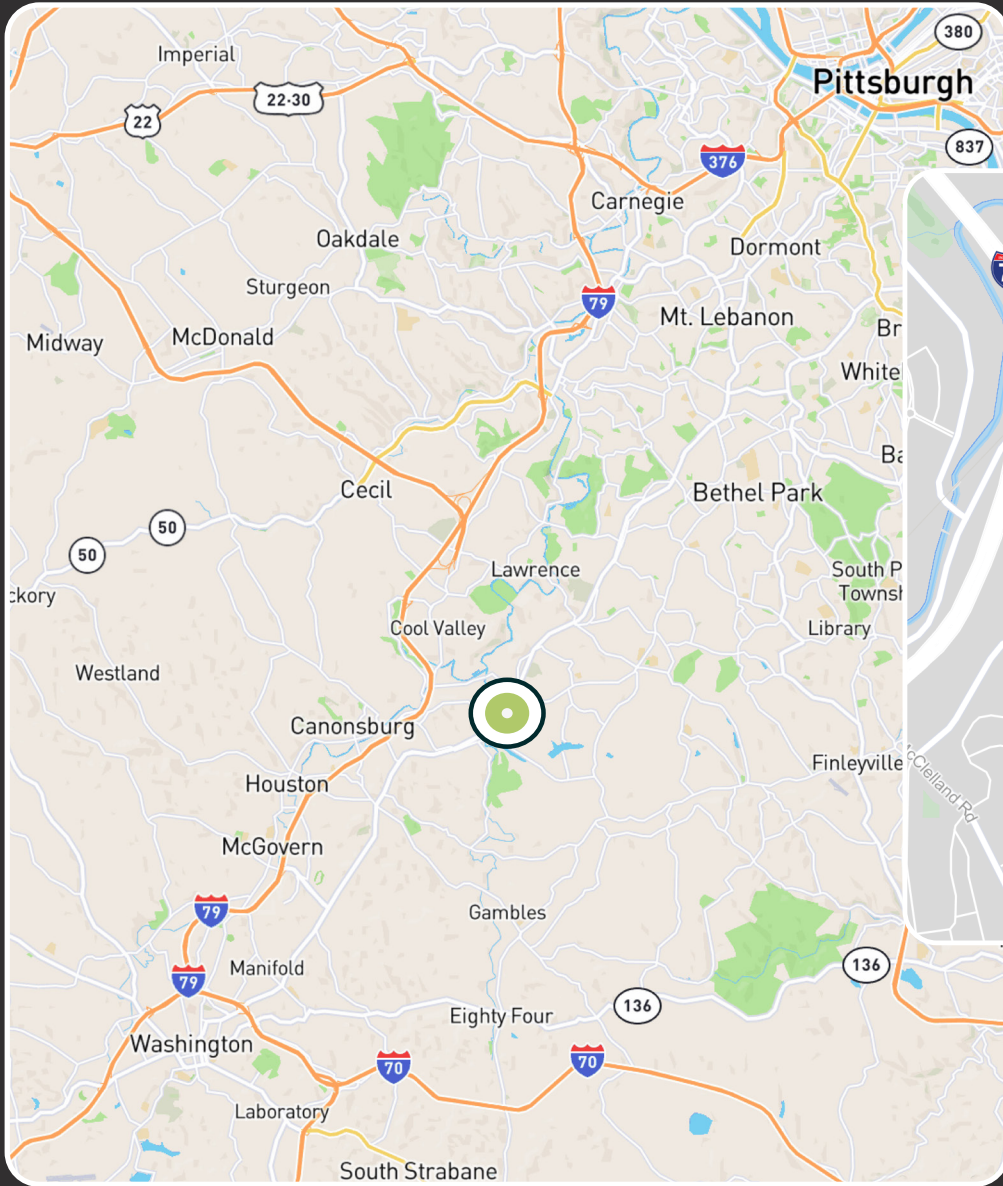 380
Imperial
Pittsburgh
22-30
22
837
376
Carnegie
Oakdale
Dormont
Sturgeon
79
Mt. Lebanon
Midway
McDonald
Cecil
Bethel Park
50
50
Lawrence
Library
Cool Valley
Westland
Canonsburg
Finleyville
McClelland Rd
Houston
McGovern
79
Gambles
136
Manifold
79
136
Eighty Four
Washington
70
70
Laboratory
South Strabane